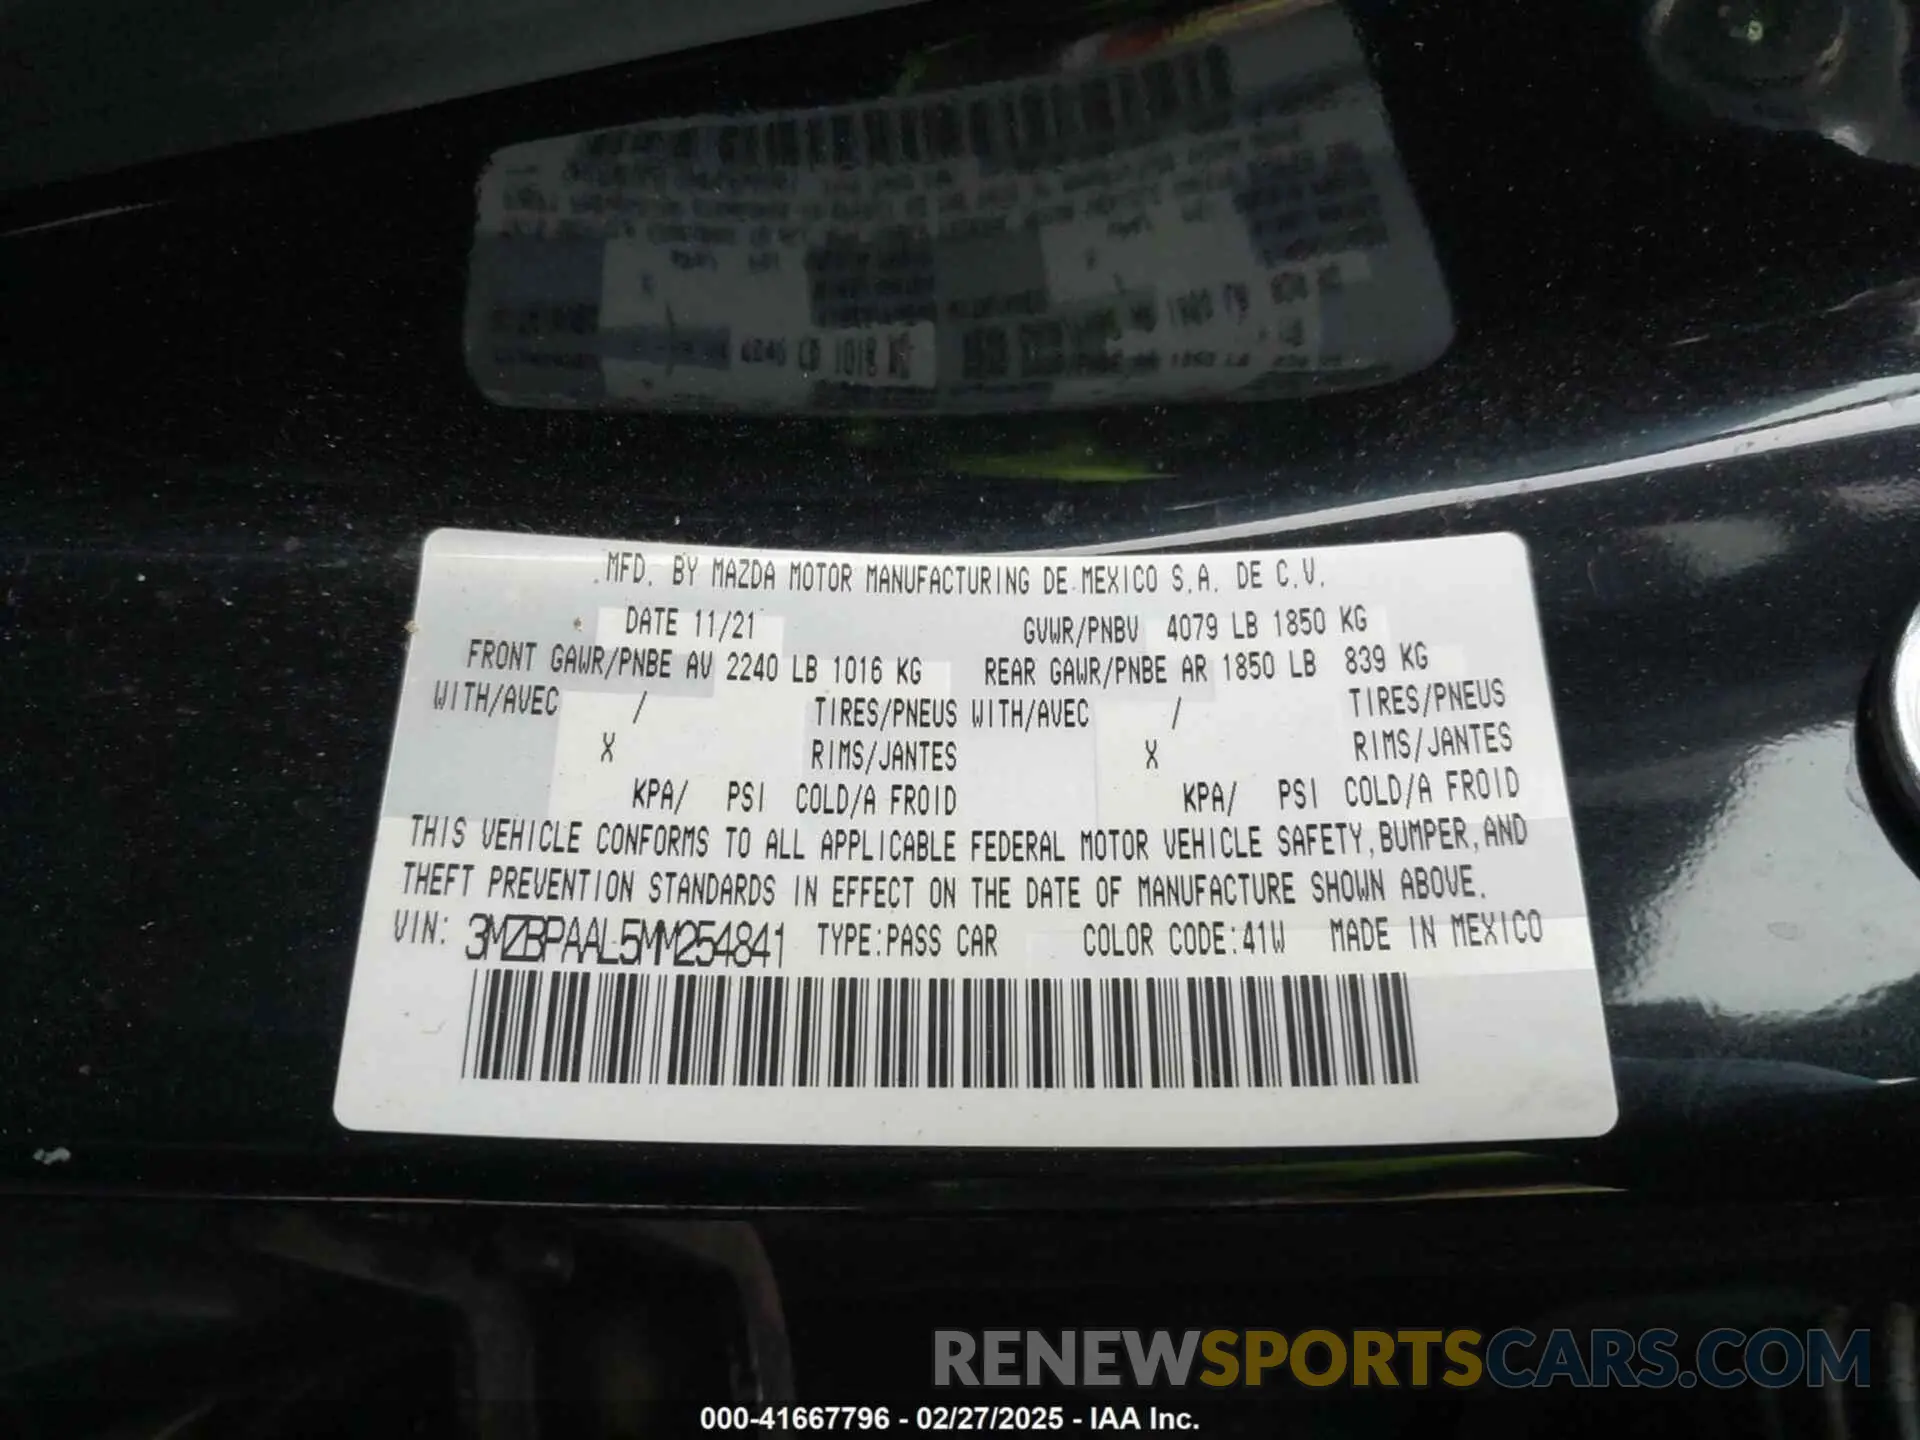 MFD. BY MAZDA MOTOR MANUFACTURING DE MEXICO S.A. DE C.V.
DATE 11/21 GVWR/PNBV 4079 LB 1850 KG
FRONT GAWR/PNBE AV 2240 LB 1016 KG REAR GAWR/PNBE AR 1850 LB 839 KG
WITH/AVEC / TIRES/PNEUS WITH/AVEC / TIRES/PNEUS
X RIMS/JANTES X RIMS/JANTES
KPA/ PSI COLD/A FROID KPA/ PSI COLD/A FROID
THIS VEHICLE CONFORMS TO ALL APPLICABLE FEDERAL MOTOR VEHICLE SAFETY, BUMPER, AND
THEFT PREVENTION STANDARDS IN EFFECT ON THE DATE OF MANUFACTURE SHOWN ABOVE.
VIN: 3MZBPAAL5MM254841 TYPE: PASS CAR COLOR CODE: 41W MADE IN MEXICO
RENEWSPORTSCARS.COM
000-41667796 - 02/27/2025 - IAA Inc.